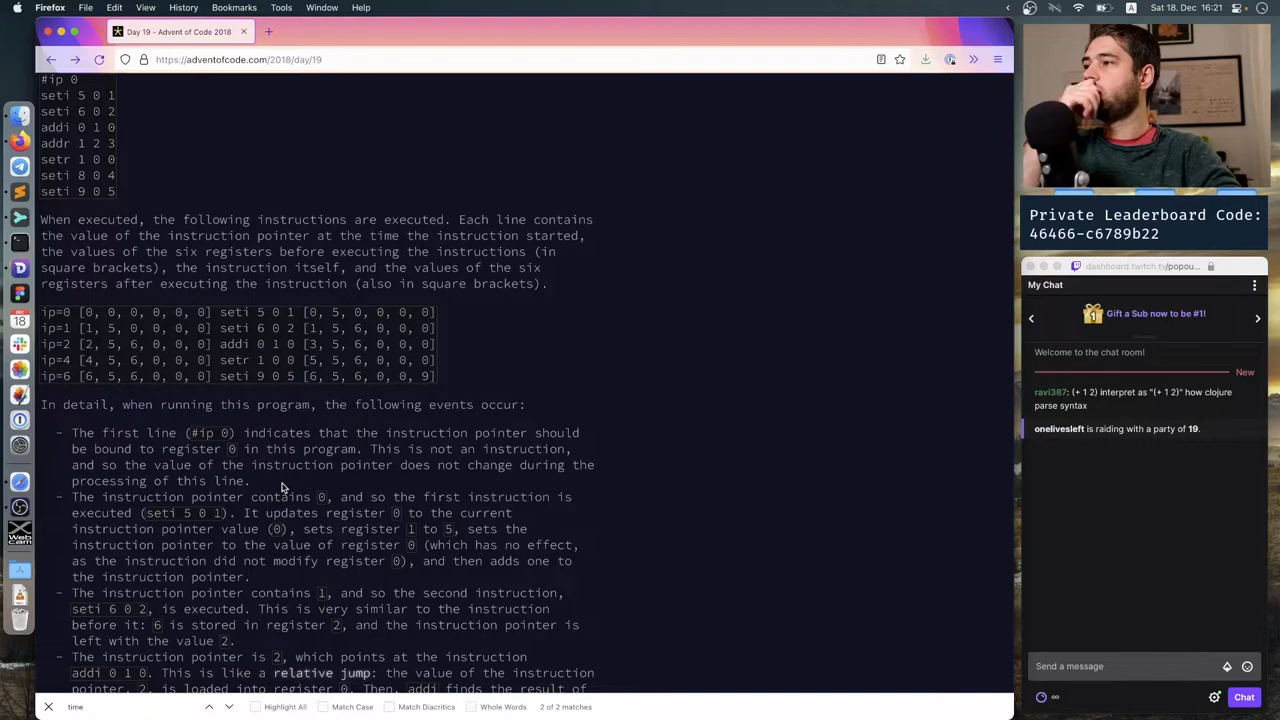 Firefox File Edit View History Bookmarks Tools Window Help
A Sat 18. Dec 16:21
Day 19 - Advent of Code 2018
https://adventofcode.com/2018/day/19
#ip 0
seti 5 0 1
seti 6 0 2
addi 0 1 0
addr 1 2 3
setr 1 0 0
seti 8 0 4
seti 9 0 5
When executed, the following instructions are executed. Each line contains
the value of the instruction pointer at the time the instruction started,
the values of the six registers before executing the instructions (in
square brackets), the instruction itself, and the values of the six
registers after executing the instruction (also in square brackets).
ip=0 [0, 0, 0, 0, 0, 0] seti 5 0 1 [0, 5, 0, 0, 0, 0]
ip=1 [1, 5, 0, 0, 0, 0] seti 6 0 2 [1, 5, 6, 0, 0, 0]
ip=2 [2, 5, 6, 0, 0, 0] addi 0 1 0 [3, 5, 6, 0, 0, 0]
ip=4 [4, 5, 6, 0, 0, 0] setr 1 0 0 [5, 5, 6, 0, 0, 0]
ip=6 [6, 5, 6, 0, 0, 0] seti 9 0 5 [6, 5, 6, 0, 0, 9]
In detail, when running this program, the following events occur:
- The first line (#ip 0) indicates that the instruction pointer should
be bound to register 0 in this program. This is not an instruction,
and so the value of the instruction pointer does not change during the
processing of this line.
- The instruction pointer contains 0, and so the first instruction is
executed (seti 5 0 1). It updates register 0 to the current
instruction pointer value (0), sets register 1 to 5, sets the
instruction pointer to the value of register 0 (which has no effect,
as the instruction did not modify register 0), and then adds one to
the instruction pointer.
- The instruction pointer contains 1, and so the second instruction,
seti 6 0 2, is executed. This is very similar to the instruction
before it: 6 is stored in register 2, and the instruction pointer is
left with the value 2.
- The instruction pointer is 2, which points at the instruction
addi 0 1 0. This is like a relative jump: the value of the instruction
pointer, 2, is loaded into register 0. Then, addi finds the result of
time
Highlight All
Match Case
Match Diacritics
Whole Words
2 of 2 matches
DEC
19
Private Leaderboard Code:
46466-c6789b22
dashboard.twitch.tv/popou...
My Chat
1 Gift a Sub now to be #1!
Welcome to the chat room!
New
ravi387: (+ 1 2) interpret as "(+ 1 2)" how clojure
parse syntax
onelivesleft is raiding with a party of 19.
Send a message
∞
Chat